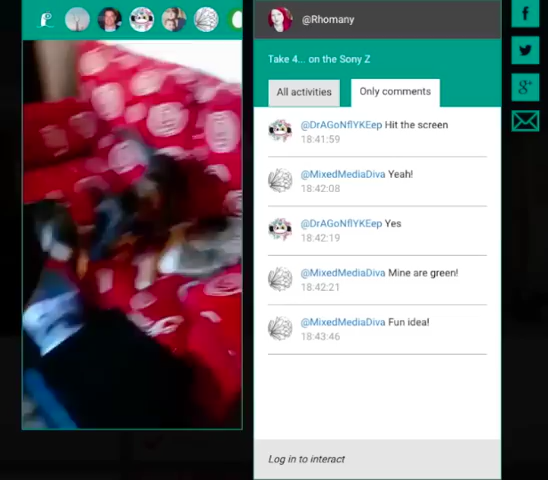 @Rhomany
Take 4... on the Sony Z
All activities
Only comments
@DrAGoNflYKEep Hit the screen
18:41:59
@MixedMediaDiva Yeah!
18:42:08
@DrAGoNflYKEep Yes
18:42:19
@MixedMediaDiva Mine are green!
18:42:21
@MixedMediaDiva Fun idea!
18:43:46
Log in to interact